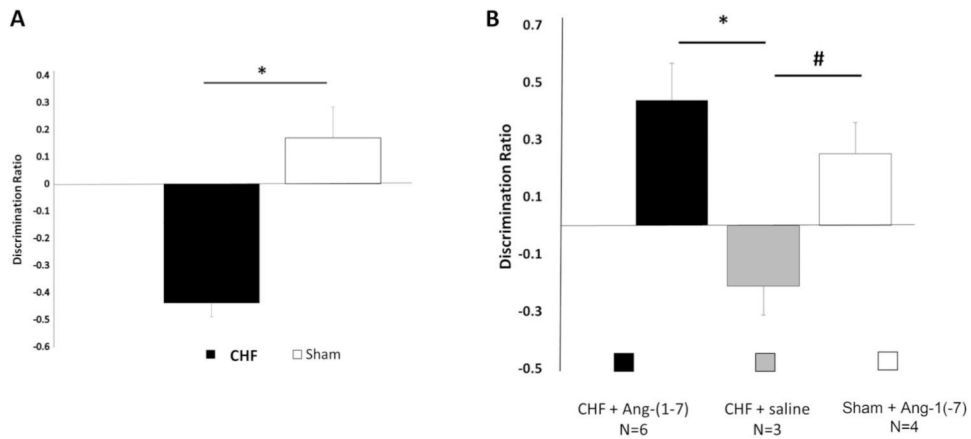 A
*
0.4
0.3
0.2
0.1
0
-0.1
-0.2
-0.3
-0.4
-0.5
-0.6
Discrimination Ratio
CHF
Sham
B
*
#
0.7
0.5
0.3
0.1
-0.1
-0.3
-0.5
Discrimination Ratio
CHF + Ang-(1-7)
N=6
CHF + saline
N=3
Sham + Ang-1(-7)
N=4